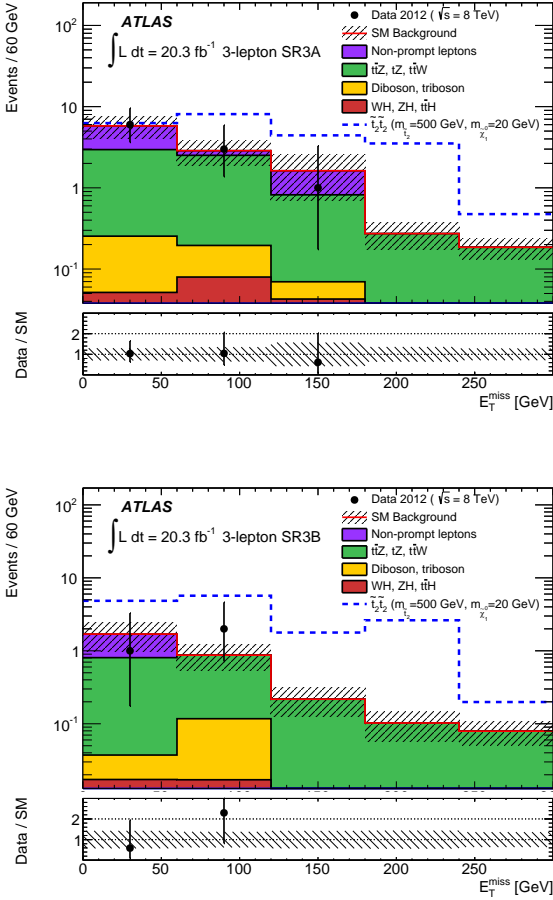 ATLAS
∫ L dt = 20.3 fb⁻¹ 3-lepton SR3A
Data 2012 ( √s = 8 TeV)
SM Background
Non-prompt leptons
tt̄Z, tZ, tt̄W
Diboson, triboson
WH, ZH, tt̄H
t̃₂t̃₂ (m_t̃₂=500 GeV, m_χ̃₁⁰=20 GeV)
Events / 60 GeV
10²
10
1
10⁻¹
Data / SM
2
1
0 50 100 150 200 250
E_T^miss [GeV]
ATLAS
∫ L dt = 20.3 fb⁻¹ 3-lepton SR3B
Data 2012 ( √s = 8 TeV)
SM Background
Non-prompt leptons
tt̄Z, tZ, tt̄W
Diboson, triboson
WH, ZH, tt̄H
t̃₂t̃₂ (m_t̃₂=500 GeV, m_χ̃₁⁰=20 GeV)
Events / 60 GeV
10²
10
1
10⁻¹
Data / SM
2
1
0 50 100 150 200 250
E_T^miss [GeV]